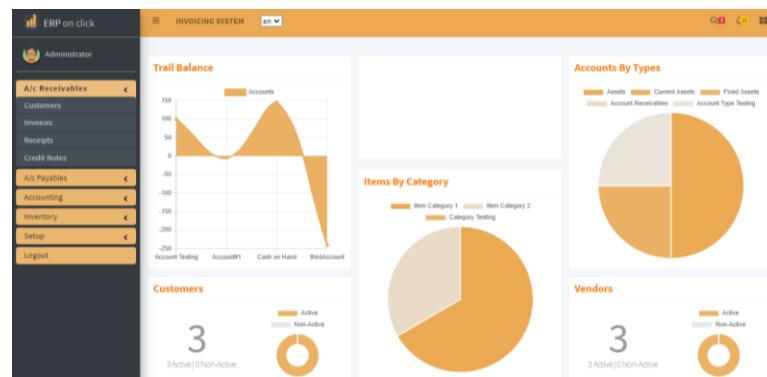 ERP on click
INVOICING SYSTEM
en
Administrator
A/c Receivables
Customers
Invoices
Receipts
Credit Notes
A/c Payables
Accounting
Inventory
Setup
Logout
Trail Balance
Accounts
150
100
50
0
-50
-100
-150
-200
-250
Account Testing Account#1 Cash on Hand thirdAccount
Items By Category
Item Category 1 Item Category 2
Category Testing
Accounts By Types
Assets Current Assets Fixed Assets
Account Receivables Account Type Testing
Customers
Active
Non-Active
3
3 Active | 0 Non-Active
Vendors
Active
Non-Active
3
3 Active | 0 Non-Active